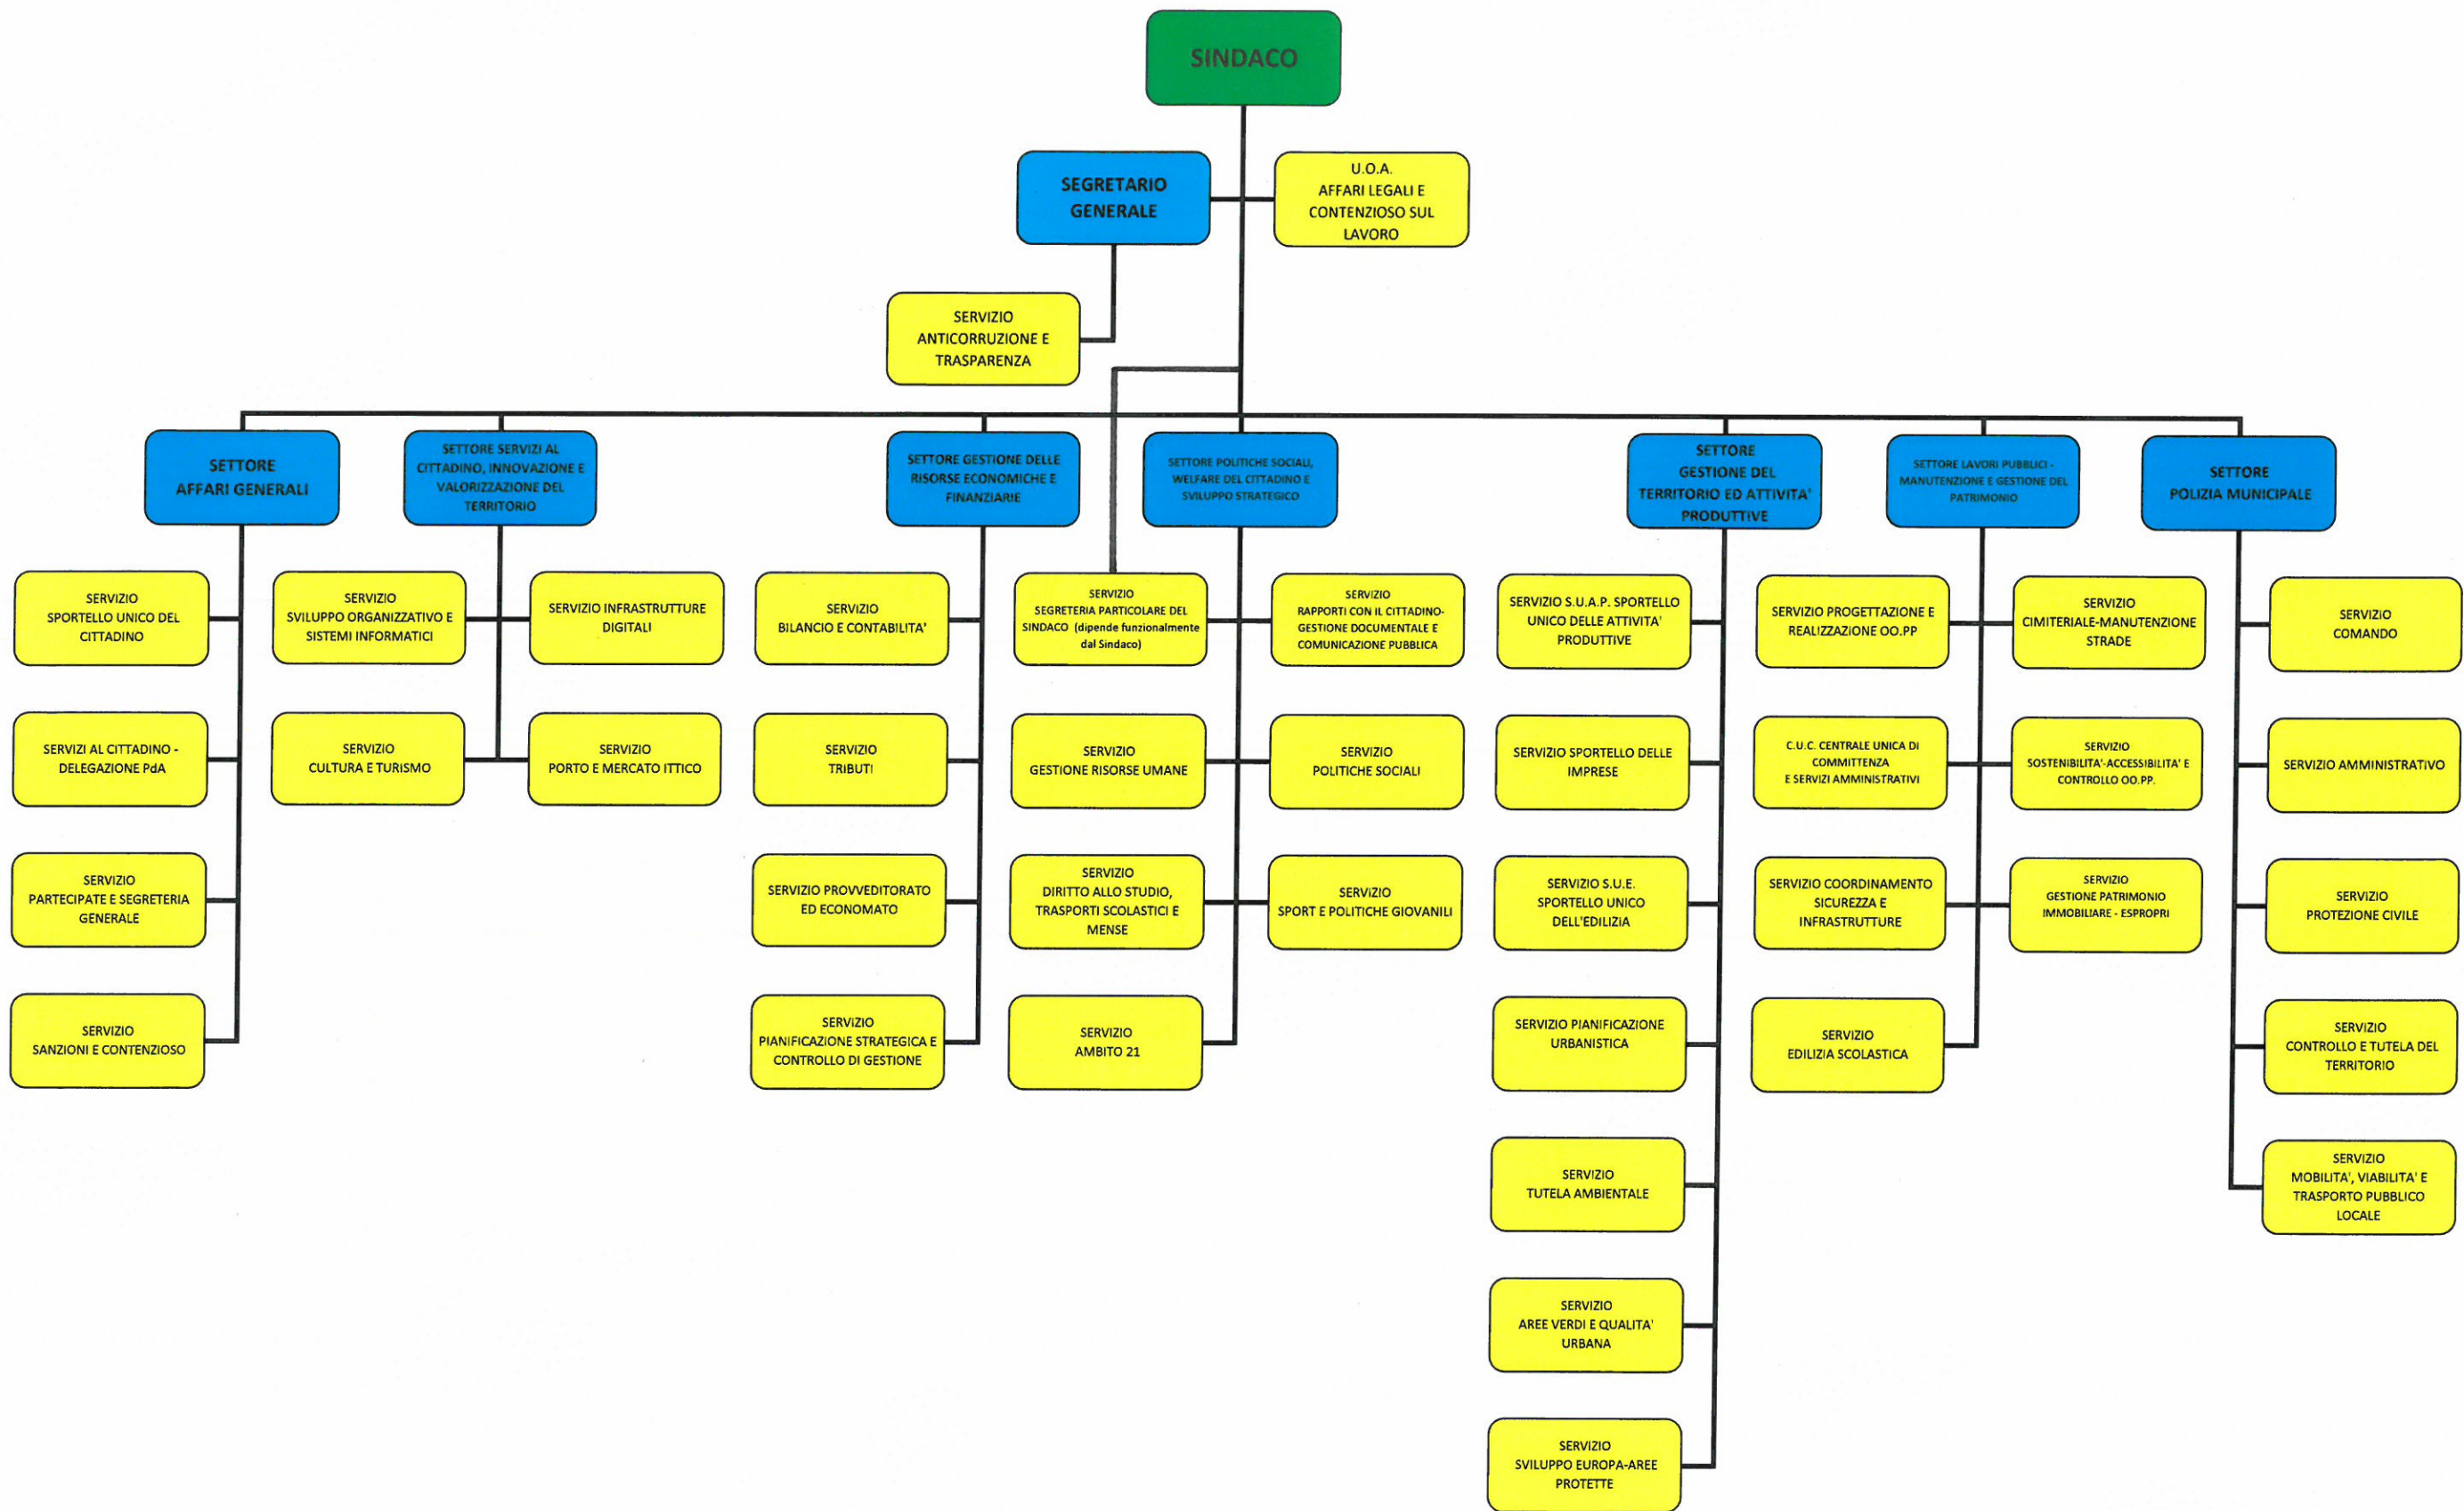 SINDACO
SEGRETARIO
GENERALE
U.O.A.
AFFARI LEGALI E
CONTENZIOSO SUL
LAVORO
SERVIZIO
ANTICORRUZIONE E
TRASPARENZA
SETTORE
AFFARI GENERALI
SETTORE SERVIZI AL
CITTADINO, INNOVAZIONE E
VALORIZZAZIONE DEL
TERRITORIO
SETTORE GESTIONE DELLE
RISORSE ECONOMICHE E
FINANZIARIE
SETTORE POLITICHE SOCIALI,
WELFARE DEL CITTADINO E
SVILUPPO STRATEGICO
SETTORE
GESTIONE DEL
TERRITORIO ED ATTIVITA'
PRODUTTIVE
SETTORE LAVORI PUBBLICI -
MANUTENZIONE E GESTIONE DEL
PATRIMONIO
SETTORE
POLIZIA MUNICIPALE
SERVIZIO
SPORTELLO UNICO DEL
CITTADINO
SERVIZIO
SVILUPPO ORGANIZZATIVO E
SISTEMI INFORMATICI
SERVIZIO INFRASTRUTTURE
DIGITALI
SERVIZIO
BILANCIO E CONTABILITA'
SERVIZIO
SEGRETERIA PARTICOLARE DEL
SINDACO (dipende funzionalmente
dal Sindaco)
SERVIZIO
RAPPORTI CON IL CITTADINO-
GESTIONE DOCUMENTALE E
COMUNICAZIONE PUBBLICA
SERVIZIO S.U.A.P. SPORTELLO
UNICO DELLE ATTIVITA'
PRODUTTIVE
SERVIZIO PROGETTAZIONE E
REALIZZAZIONE OO.PP
SERVIZIO
CIMITERIALE-MANUTENZIONE
STRADE
SERVIZIO
COMANDO
SERVIZI AL CITTADINO -
DELEGAZIONE PdA
SERVIZIO
CULTURA E TURISMO
SERVIZIO
PORTO E MERCATO ITTICO
SERVIZIO
TRIBUTI
SERVIZIO
GESTIONE RISORSE UMANE
SERVIZIO
POLITICHE SOCIALI
SERVIZIO SPORTELLO DELLE
IMPRESE
C.U.C. CENTRALE UNICA DI
COMMITTENZA
E SERVIZI AMMINISTRATIVI
SERVIZIO
SOSTENIBILITA'-ACCESSIBILITA' E
CONTROLLO OO.PP.
SERVIZIO AMMINISTRATIVO
SERVIZIO
PARTECIPATE E SEGRETERIA
GENERALE
SERVIZIO PROVVEDITORATO
ED ECONOMATO
SERVIZIO
DIRITTO ALLO STUDIO,
TRASPORTI SCOLASTICI E
MENSE
SERVIZIO
SPORT E POLITICHE GIOVANILI
SERVIZIO S.U.E.
SPORTELLO UNICO
DELL'EDILIZIA
SERVIZIO COORDINAMENTO
SICUREZZA E
INFRASTRUTTURE
SERVIZIO
GESTIONE PATRIMONIO
IMMOBILIARE - ESPROPRI
SERVIZIO
PROTEZIONE CIVILE
SERVIZIO
SANZIONI E CONTENZIOSO
SERVIZIO
PIANIFICAZIONE STRATEGICA E
CONTROLLO DI GESTIONE
SERVIZIO
AMBITO 21
SERVIZIO PIANIFICAZIONE
URBANISTICA
SERVIZIO
EDILIZIA SCOLASTICA
SERVIZIO
CONTROLLO E TUTELA DEL
TERRITORIO
SERVIZIO
TUTELA AMBIENTALE
SERVIZIO
MOBILITA', VIABILITA' E
TRASPORTO PUBBLICO
LOCALE
SERVIZIO
AREE VERDI E QUALITA'
URBANA
SERVIZIO
SVILUPPO EUROPA-AREE
PROTETTE